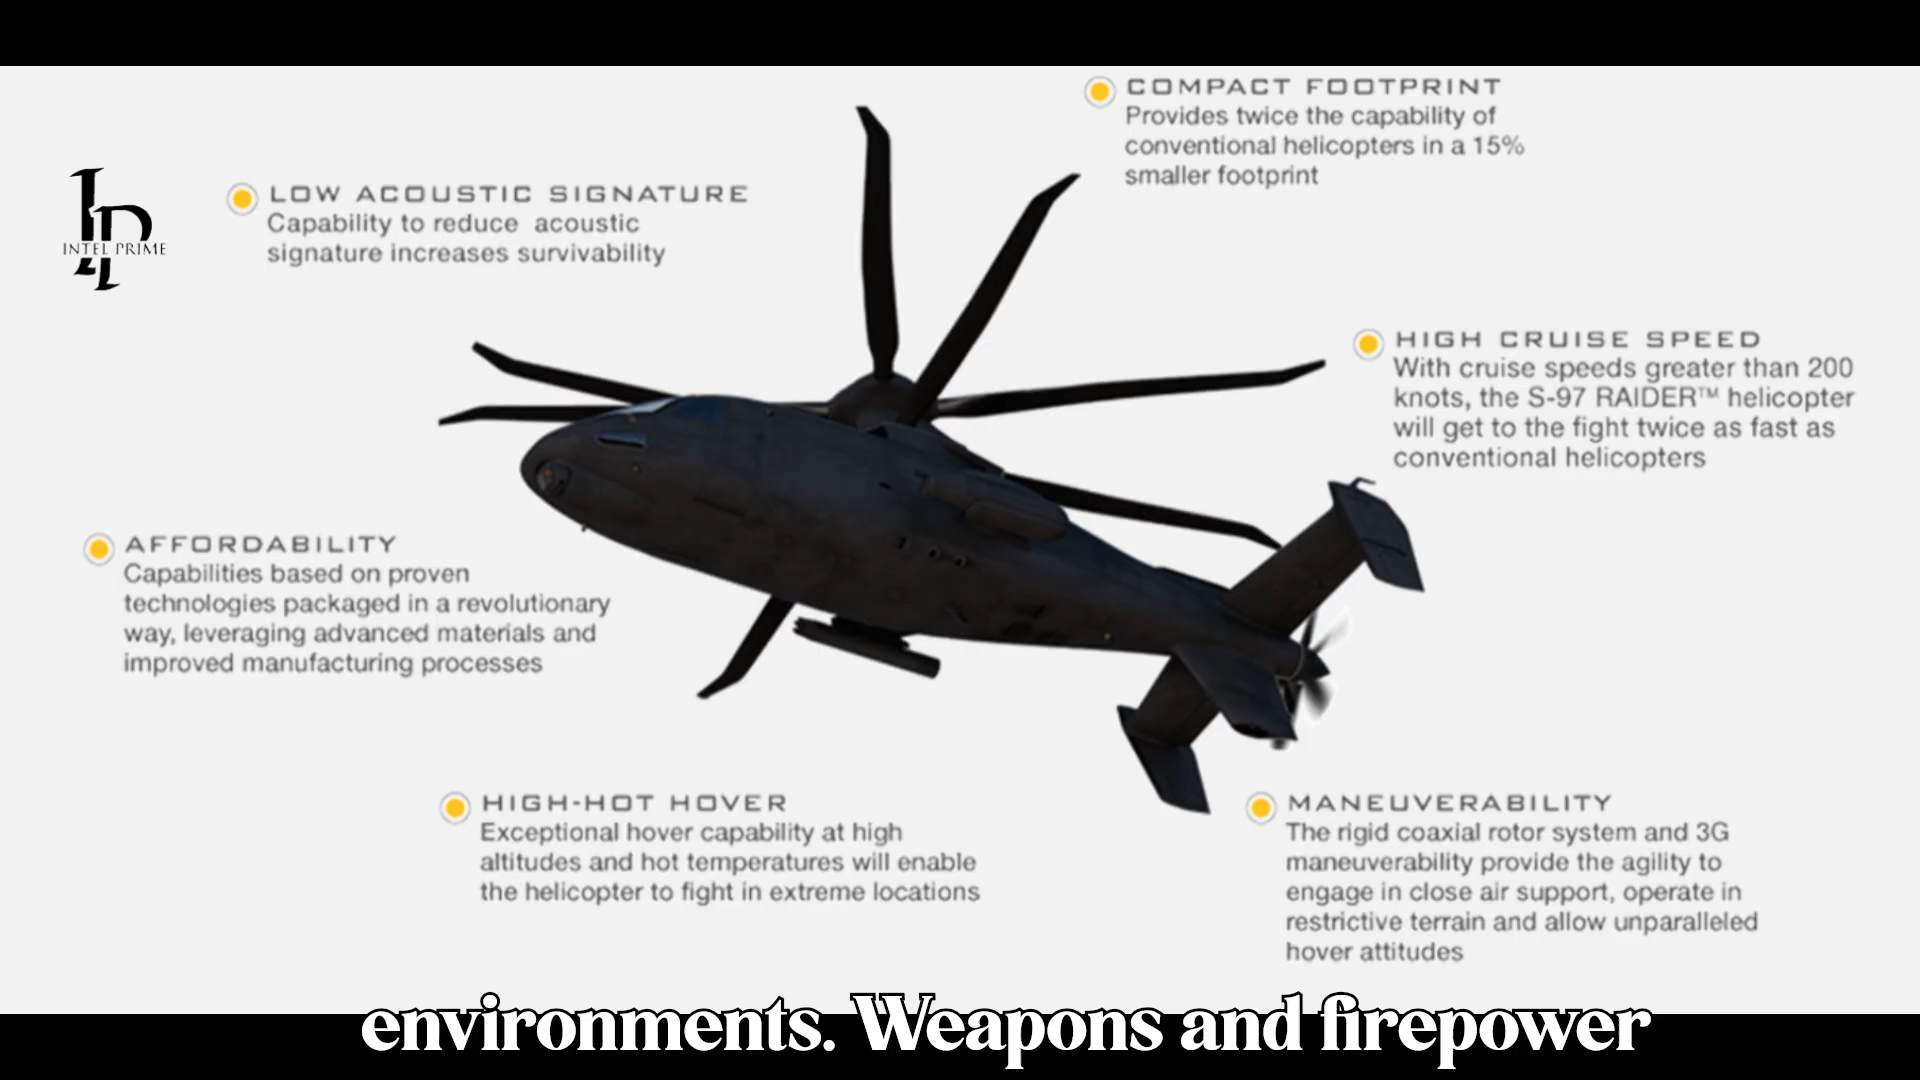 COMPACT FOOTPRINT
Provides twice the capability of
conventional helicopters in a 15%
smaller footprint
INTEL PRIME
LOW ACOUSTIC SIGNATURE
Capability to reduce acoustic
signature increases survivability
HIGH CRUISE SPEED
With cruise speeds greater than 200
knots, the S-97 RAIDER™ helicopter
will get to the fight twice as fast as
conventional helicopters
AFFORDABILITY
Capabilities based on proven
technologies packaged in a revolutionary
way, leveraging advanced materials and
improved manufacturing processes
HIGH-HOT HOVER
Exceptional hover capability at high
altitudes and hot temperatures will enable
the helicopter to fight in extreme locations
MANEUVERABILITY
The rigid coaxial rotor system and 3G
maneuverability provide the agility to
engage in close air support, operate in
restrictive terrain and allow unparalleled
hover attitudes
environments. Weapons and firepower